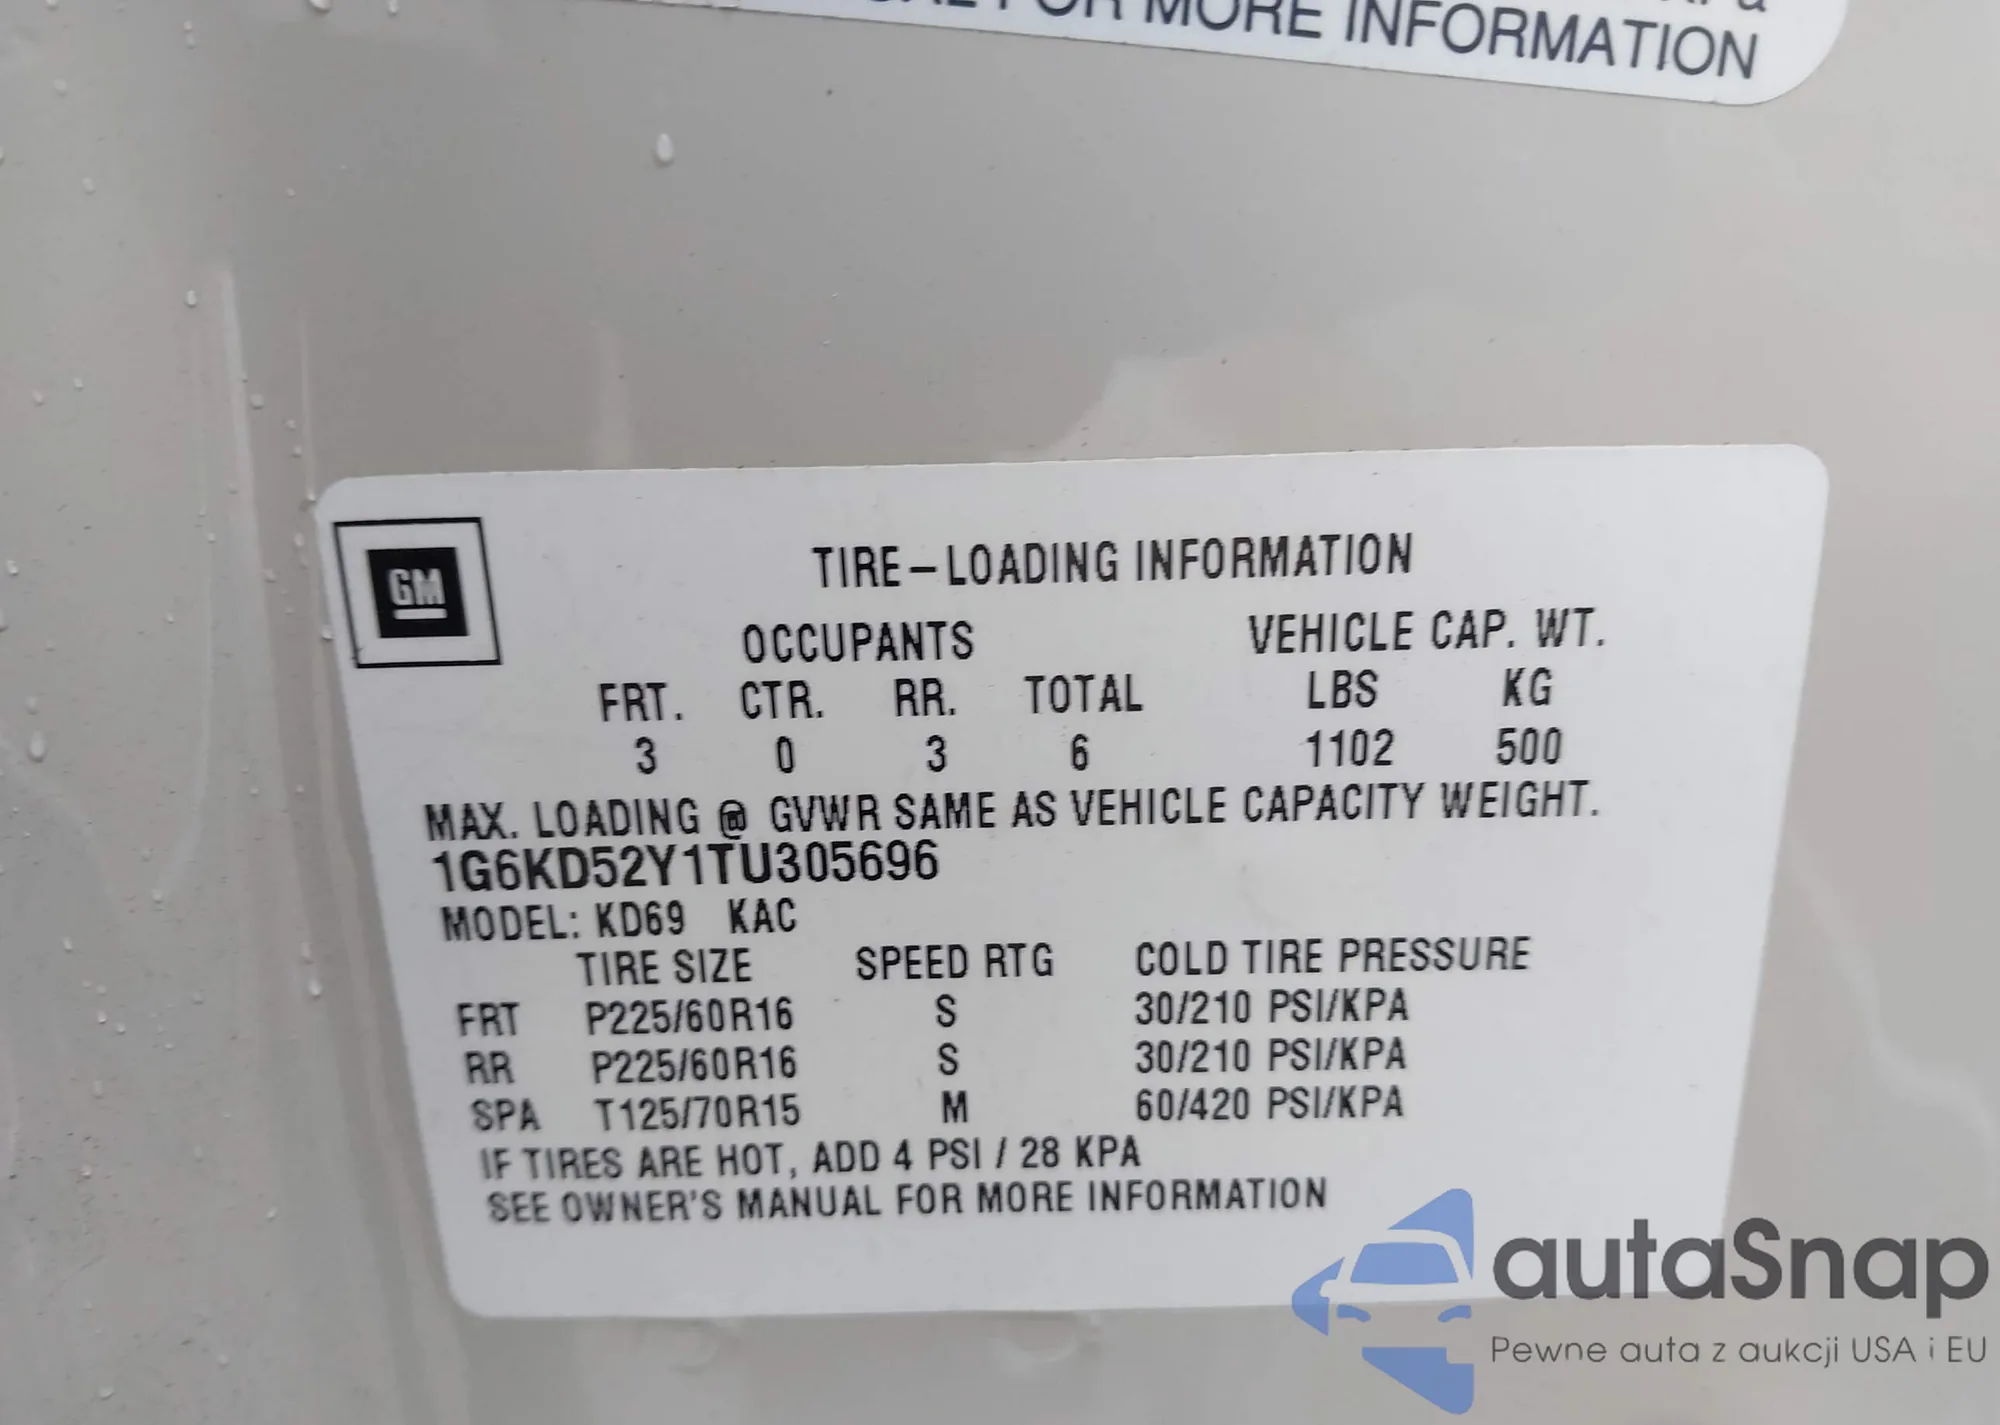 FOR MORE INFORMATION
GM
TIRE-LOADING INFORMATION
OCCUPANTS VEHICLE CAP. WT.
FRT. CTR. RR. TOTAL LBS KG
3 0 3 6 1102 500
MAX. LOADING @ GVWR SAME AS VEHICLE CAPACITY WEIGHT.
1G6KD52Y1TU305696
MODEL: KD69 KAC
TIRE SIZE SPEED RTG COLD TIRE PRESSURE
FRT P225/60R16 S 30/210 PSI/KPA
RR P225/60R16 S 30/210 PSI/KPA
SPA T125/70R15 M 60/420 PSI/KPA
IF TIRES ARE HOT, ADD 4 PSI / 28 KPA
SEE OWNER'S MANUAL FOR MORE INFORMATION
autaSnap
Pewne auta z aukcji USA i EU